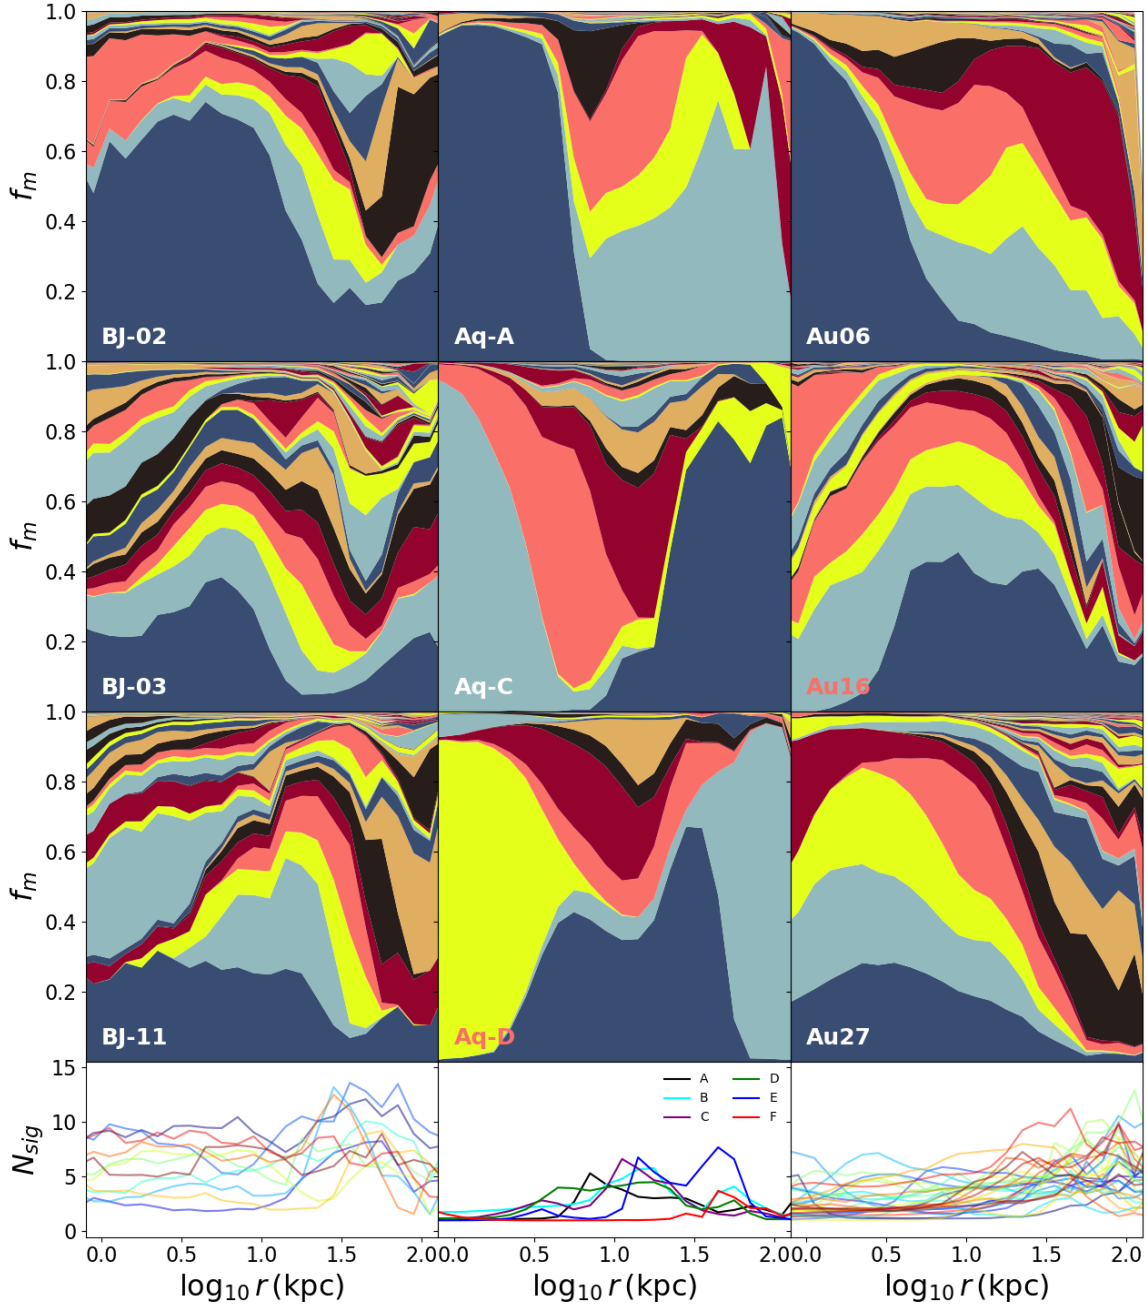 1.0
0.8
0.6
0.4
0.2
f_m
BJ-02
Aq-A
Au06
1.0
0.8
0.6
0.4
0.2
f_m
BJ-03
Aq-C
Au16
1.0
0.8
0.6
0.4
0.2
f_m
BJ-11
Aq-D
Au27
15
10
5
0
N_sig
A D
B E
C F
0.0 0.5 1.0 1.5 2.0 0.0 0.5 1.0 1.5 2.0 0.0 0.5 1.0 1.5 2.0
log₁₀ r (kpc) log₁₀ r (kpc) log₁₀ r (kpc)